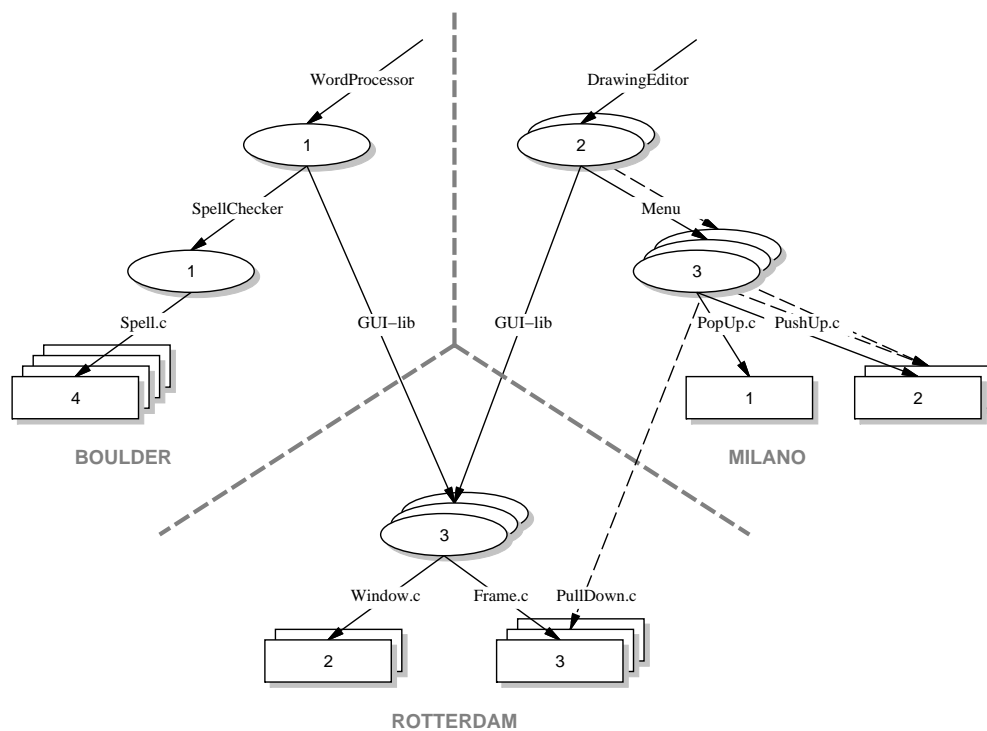 WordProcessor
DrawingEditor
1
2
SpellChecker
Menu
1
3
Spell.c
GUI−lib
GUI−lib
PopUp.c
PushUp.c
4
1
2
BOULDER
MILANO
3
Window.c
Frame.c
PullDown.c
2
3
ROTTERDAM